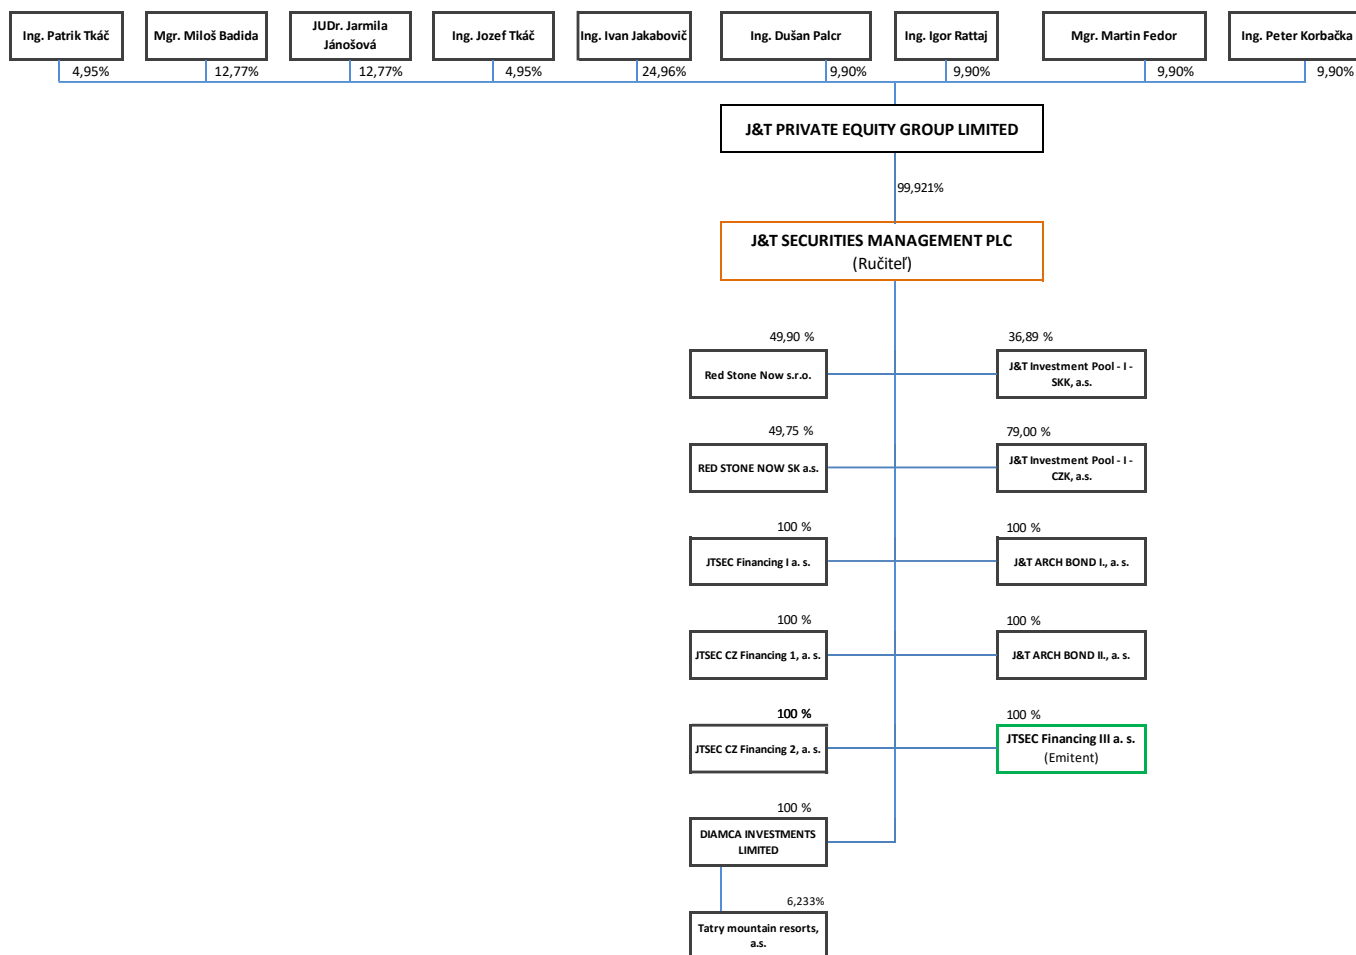 Ing. Patrik Tkáč
Mgr. Miloš Badida
JUDr. Jarmila
Jánošová
Ing. Jozef Tkáč
Ing. Ivan Jakabovič
Ing. Dušan Palcr
Ing. Igor Rattaj
Mgr. Martin Fedor
Ing. Peter Korbačka
4,95%
12,77%
12,77%
4,95%
24,96%
9,90%
9,90%
9,90%
9,90%
J&T PRIVATE EQUITY GROUP LIMITED
99,921%
J&T SECURITIES MANAGEMENT PLC
(Ručiteľ)
49,90 %
36,89 %
Red Stone Now s.r.o.
J&T Investment Pool - I -
SKK, a.s.
49,75 %
79,00 %
RED STONE NOW SK a.s.
J&T Investment Pool - I -
CZK, a.s.
100 %
100 %
JTSEC Financing I a. s.
J&T ARCH BOND I., a. s.
100 %
100 %
JTSEC CZ Financing 1, a. s.
J&T ARCH BOND II., a. s.
100 %
100 %
JTSEC CZ Financing 2, a. s.
JTSEC Financing III a. s.
(Emitent)
100 %
DIAMCA INVESTMENTS
LIMITED
6,233%
Tatry mountain resorts,
a.s.